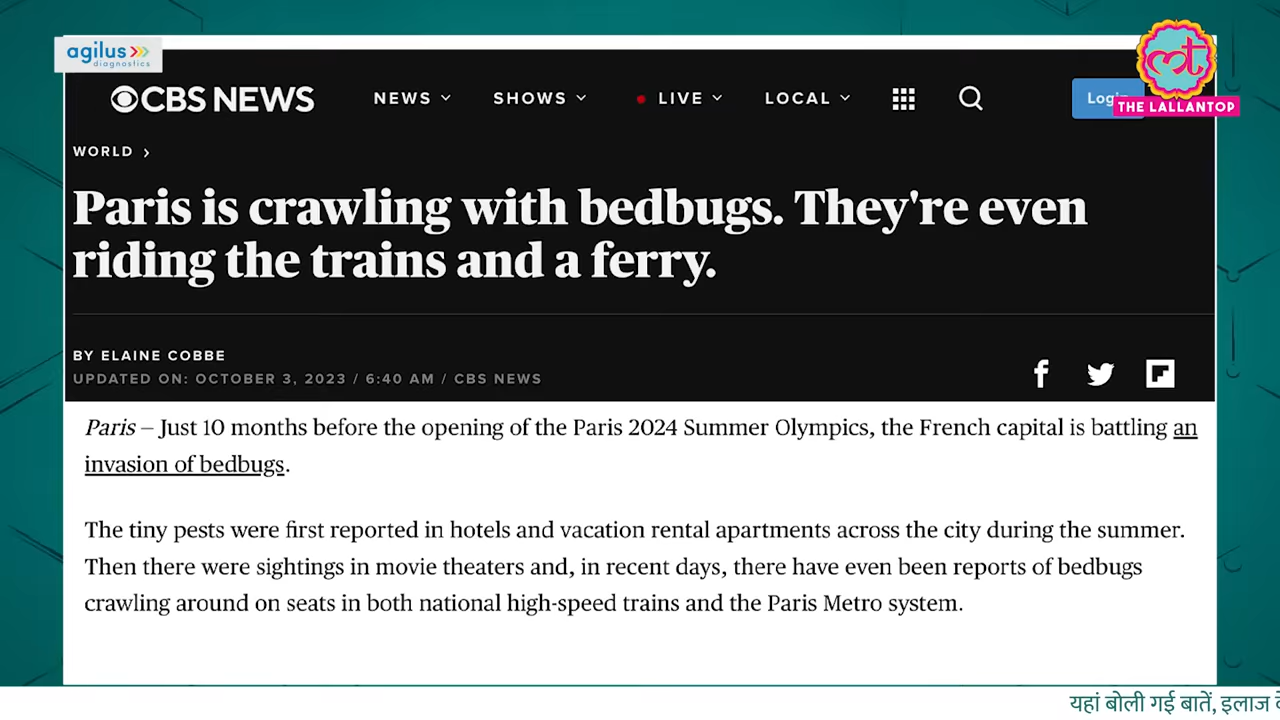 agilus
diagnostics
CBS NEWS
NEWS
SHOWS
LIVE
LOCAL
THE LALLANTOP
WORLD
Paris is crawling with bedbugs. They're even
riding the trains and a ferry.
BY ELAINE COBBE
UPDATED ON: OCTOBER 3, 2023 / 6:40 AM / CBS NEWS
Paris – Just 10 months before the opening of the Paris 2024 Summer Olympics, the French capital is battling an
invasion of bedbugs.
The tiny pests were first reported in hotels and vacation rental apartments across the city during the summer.
Then there were sightings in movie theaters and, in recent days, there have even been reports of bedbugs
crawling around on seats in both national high-speed trains and the Paris Metro system.
यहां बोली गई बातें, इलाज